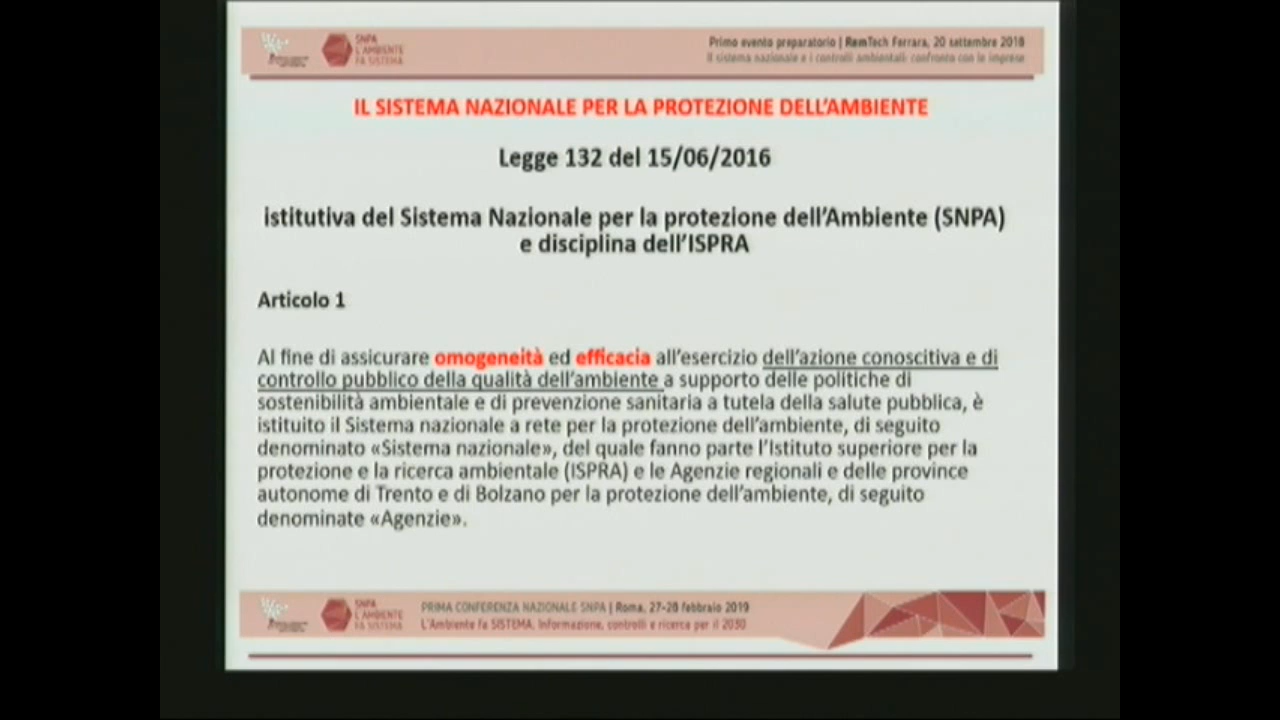 SNPA
L'AMBIENTE
FA SISTEMA
Primo evento preparatorio | RemTech Ferrara, 20 settembre 2018
Il sistema nazionale e i controlli ambientali: confronto con le imprese
IL SISTEMA NAZIONALE PER LA PROTEZIONE DELL'AMBIENTE
Legge 132 del 15/06/2016
istitutiva del Sistema Nazionale per la protezione dell'Ambiente (SNPA)
e disciplina dell'ISPRA
Articolo 1
Al fine di assicurare omogeneità ed efficacia all'esercizio dell'azione conoscitiva e di
controllo pubblico della qualità dell'ambiente a supporto delle politiche di
sostenibilità ambientale e di prevenzione sanitaria a tutela della salute pubblica, è
istituito il Sistema nazionale a rete per la protezione dell'ambiente, di seguito
denominato «Sistema nazionale», del quale fanno parte l'Istituto superiore per la
protezione e la ricerca ambientale (ISPRA) e le Agenzie regionali e delle province
autonome di Trento e di Bolzano per la protezione dell'ambiente, di seguito
denominate «Agenzie».
SNPA
L'AMBIENTE
FA SISTEMA
PRIMA CONFERENZA NAZIONALE SNPA | Roma, 27-28 febbraio 2019
L'Ambiente fa SISTEMA. Informazione, controlli e ricerca per il 2030